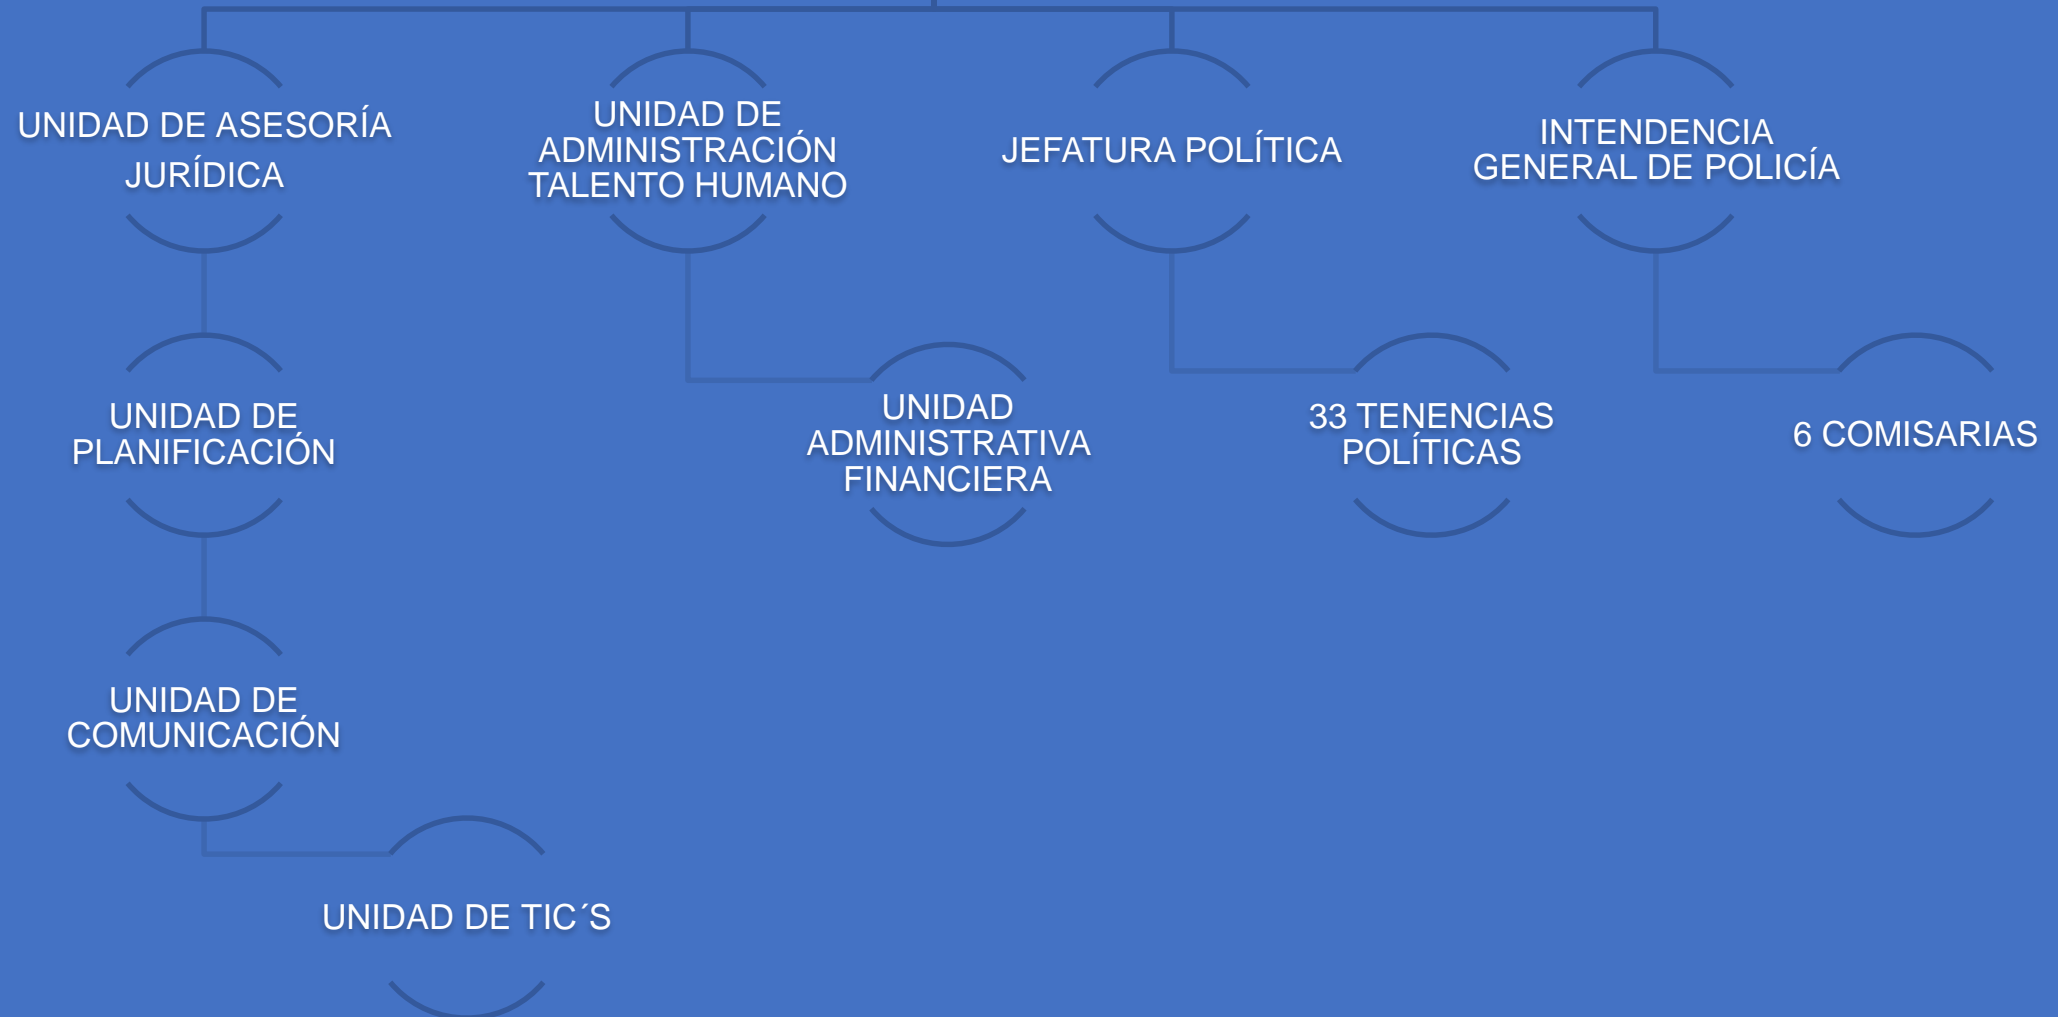 UNIDAD DE ASESORÍA
JURÍDICA
UNIDAD DE
ADMINISTRACIÓN
TALENTO HUMANO
JEFATURA POLÍTICA
INTENDENCIA
GENERAL DE POLICÍA
UNIDAD DE
PLANIFICACIÓN
UNIDAD
ADMINISTRATIVA
FINANCIERA
33 TENENCIAS
POLÍTICAS
6 COMISARIAS
UNIDAD DE
COMUNICACIÓN
UNIDAD DE TIC´S